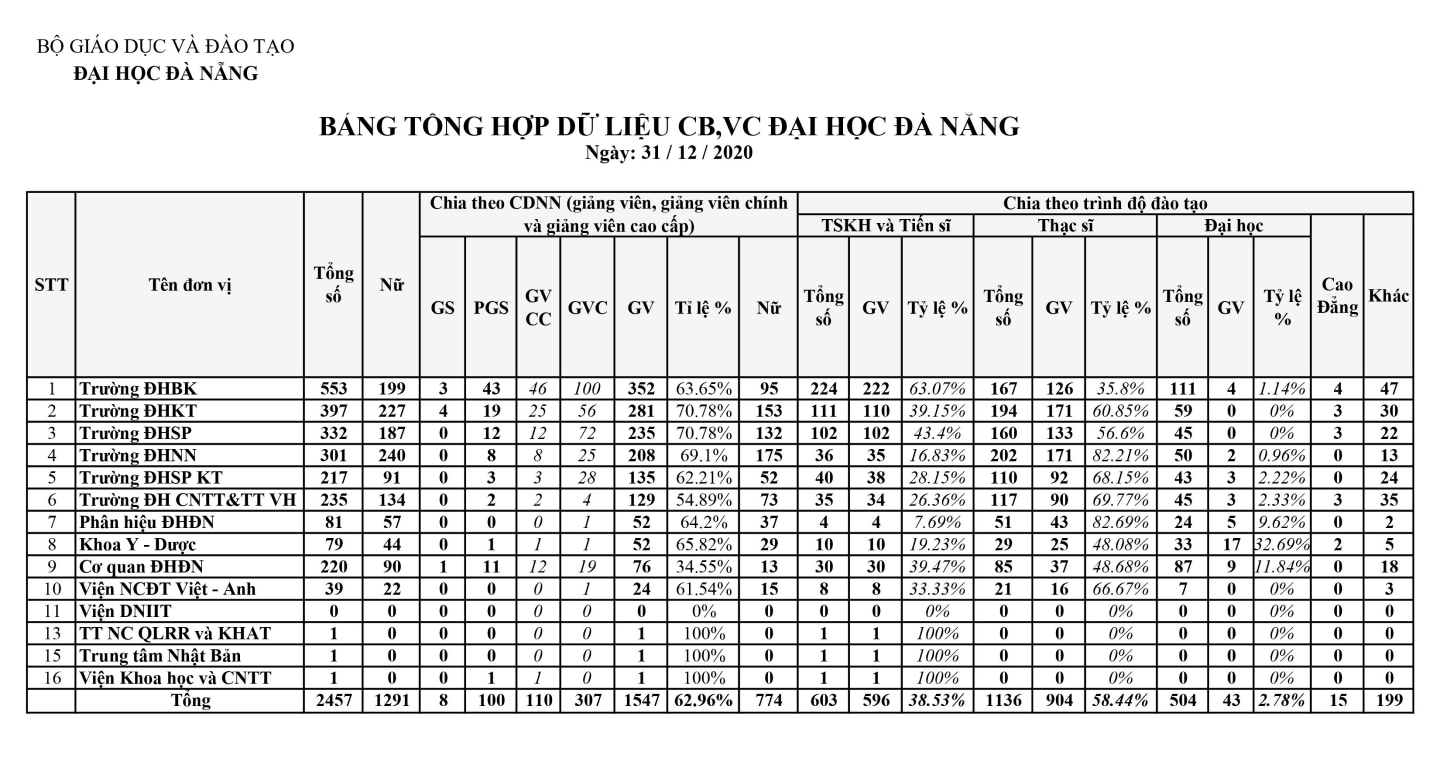 BỘ GIÁO DỤC VÀ ĐÀO TẠO
ĐẠI HỌC ĐÀ NẴNG
BẢNG TỔNG HỢP DỮ LIỆU CB,VC ĐẠI HỌC ĐÀ NẴNG
Ngày: 31 / 12 / 2020
STT Tên đơn vị Tổng số Nữ Chia theo CDNN (giảng viên, giảng viên chính và giảng viên cao cấp) Chia theo trình độ đào tạo
TSKH và Tiến sĩ Thạc sĩ Đại học Cao Đẳng Khác
GS PGS GV CC GVC GV Tỉ lệ % Nữ Tổng số GV Tỷ lệ % Tổng số GV Tỷ lệ % Tổng số GV Tỷ lệ %
1 Trường ĐHBK 553 199 3 43 46 100 352 63.65% 95 224 222 63.07% 167 126 35.8% 111 4 1.14% 4 47
2 Trường ĐHKT 397 227 4 19 25 56 281 70.78% 153 111 110 39.15% 194 171 60.85% 59 0 0% 3 30
3 Trường ĐHSP 332 187 0 12 12 72 235 70.78% 132 102 102 43.4% 160 133 56.6% 45 0 0% 3 22
4 Trường ĐHNN 301 240 0 8 8 25 208 69.1% 175 36 35 16.83% 202 171 82.21% 50 2 0.96% 0 13
5 Trường ĐHSP KT 217 91 0 3 3 28 135 62.21% 52 40 38 28.15% 110 92 68.15% 43 3 2.22% 0 24
6 Trường ĐH CNTT&TT VH 235 134 0 2 2 4 129 54.89% 73 35 34 26.36% 117 90 69.77% 45 3 2.33% 3 35
7 Phân hiệu ĐHĐN 81 57 0 0 0 1 52 64.2% 37 4 4 7.69% 51 43 82.69% 24 5 9.62% 0 2
8 Khoa Y - Dược 79 44 0 1 1 1 52 65.82% 29 10 10 19.23% 29 25 48.08% 33 17 32.69% 2 5
9 Cơ quan ĐHĐN 220 90 1 11 12 19 76 34.55% 13 30 30 39.47% 85 37 48.68% 87 9 11.84% 0 18
10 Viện NCĐT Việt - Anh 39 22 0 0 0 1 24 61.54% 15 8 8 33.33% 21 16 66.67% 7 0 0% 0 3
11 Viện DNIIT 0 0 0 0 0 0 0 0% 0 0 0 0% 0 0 0% 0 0 0% 0 0
13 TT NC QLRR và KHAT 1 0 0 0 0 0 1 100% 0 1 1 100% 0 0 0% 0 0 0% 0 0
15 Trung tâm Nhật Bản 1 0 0 0 0 0 1 100% 0 1 1 100% 0 0 0% 0 0 0% 0 0
16 Viện Khoa học và CNTT 1 0 0 1 1 0 1 100% 0 1 1 100% 0 0 0% 0 0 0% 0 0
Tổng 2457 1291 8 100 110 307 1547 62.96% 774 603 596 38.53% 1136 904 58.44% 504 43 2.78% 15 199